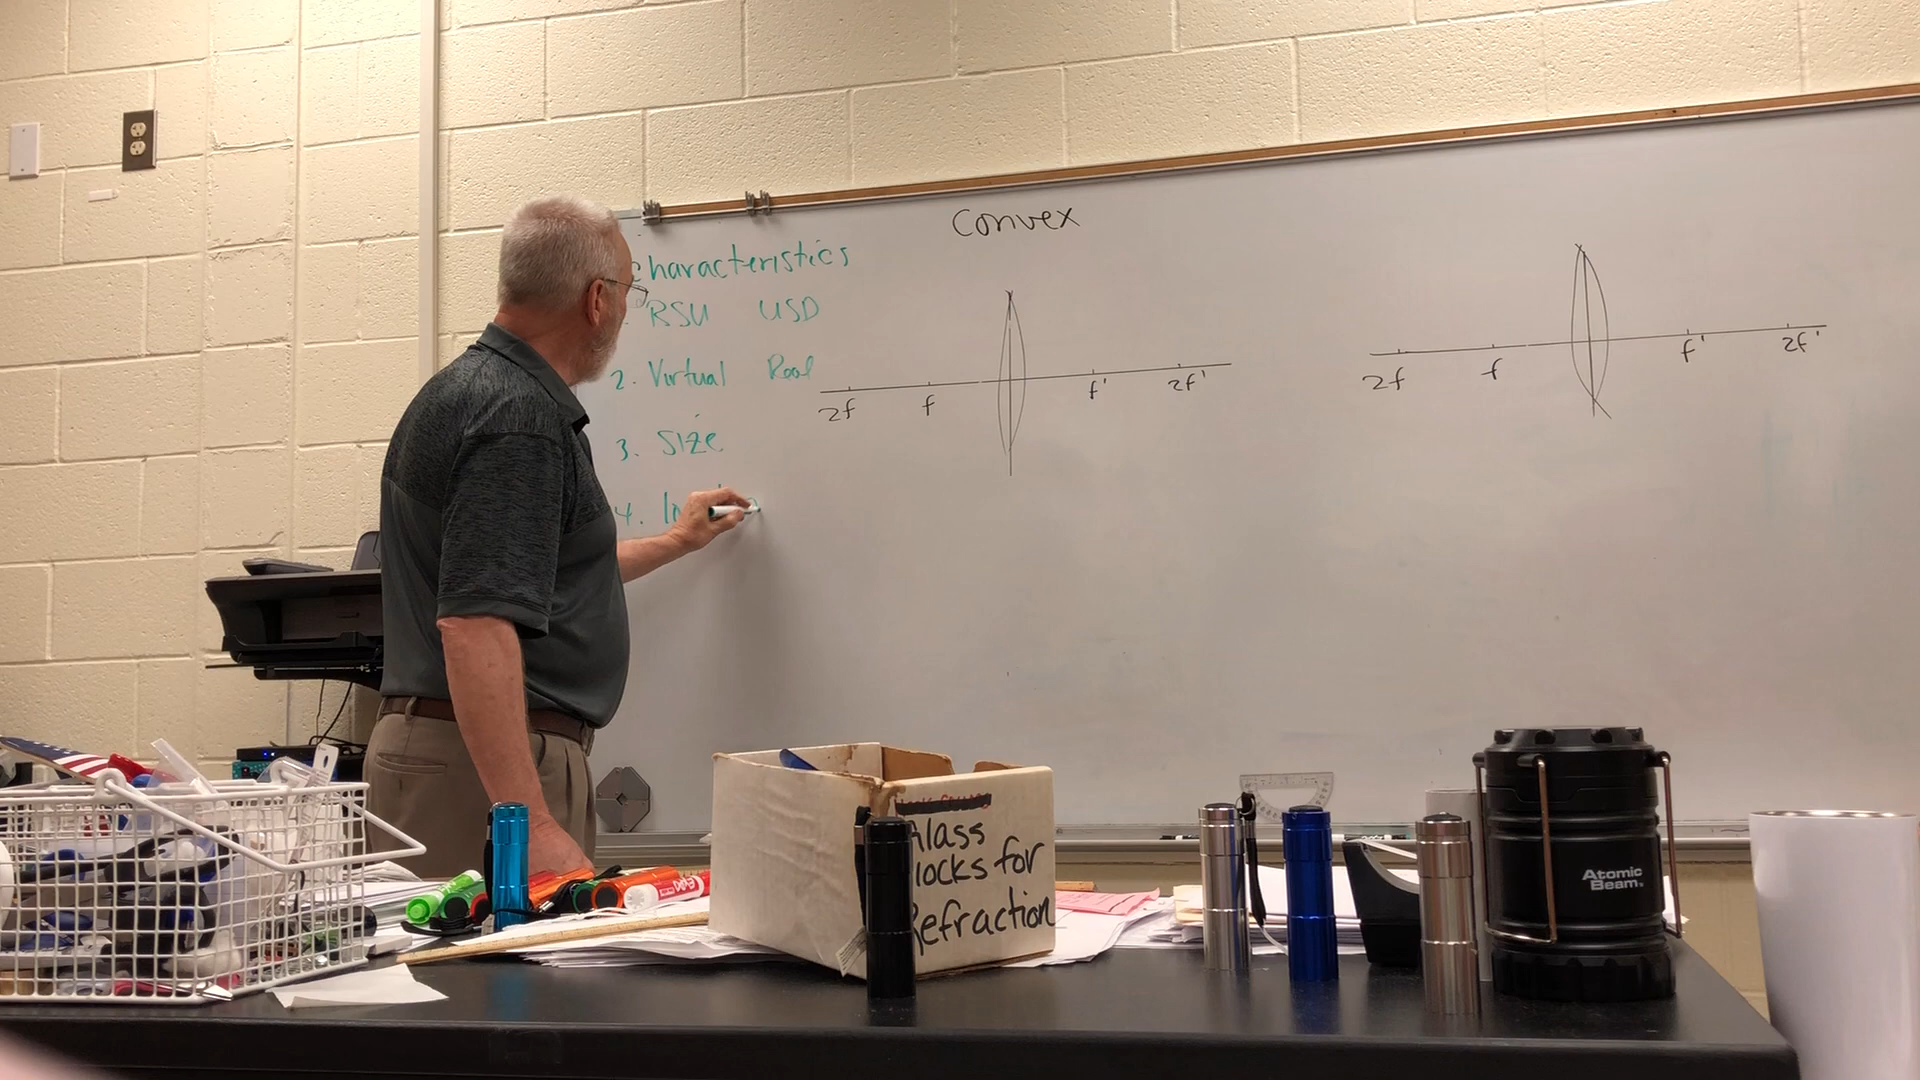 Convex
Characteristics
RSU USD
2. Virtual Real
3. Size
4.
2f f f' 2f'
2f f f' 2f'
Glass
Blocks for
Refraction
Atomic
Beam
EXPO